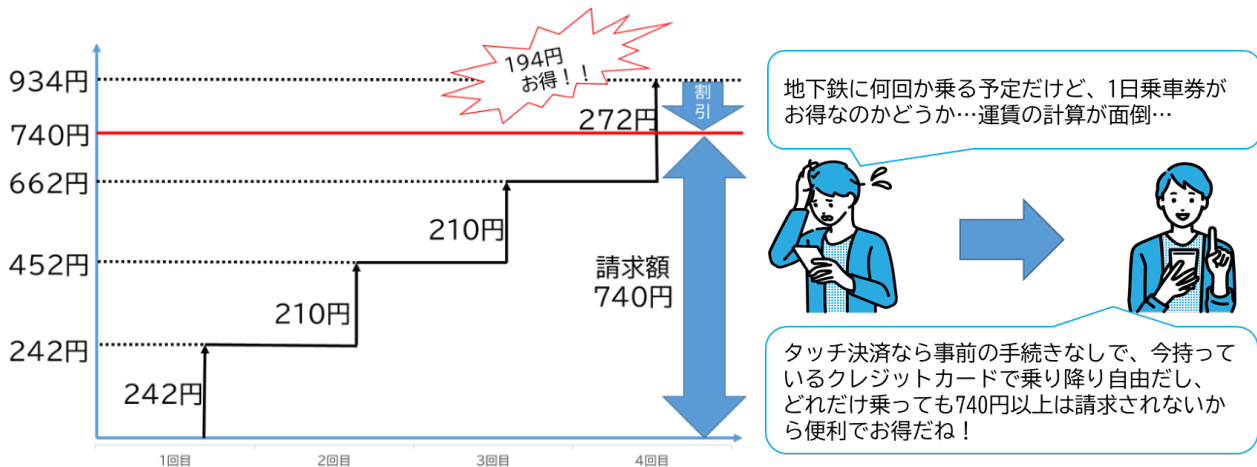 194円
お得！！
934円
740円
662円
452円
242円
割
引
272円
210円
210円
242円
請求額
740円
1回目
2回目
3回目
4回目
地下鉄に何回か乗る予定だけど、1日乗車券が
お得なのかどうか…運賃の計算が面倒…
タッチ決済なら事前の手続きなしで、今持って
いるクレジットカードで乗り降り自由だし、
どれだけ乗っても740円以上は請求されないか
ら便利でお得だね！